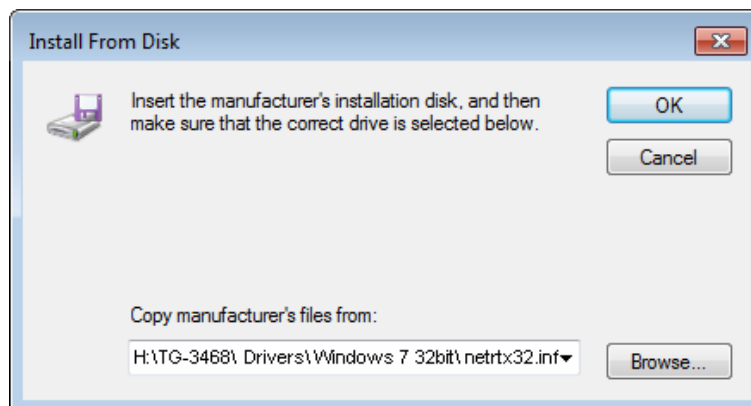 Install From Disk
Insert the manufacturer's installation disk, and then
make sure that the correct drive is selected below.
OK
Cancel
Copy manufacturer's files from:
H:\TG-3468\ Drivers\Windows 7 32bit\ netrtx32.inf
Browse...